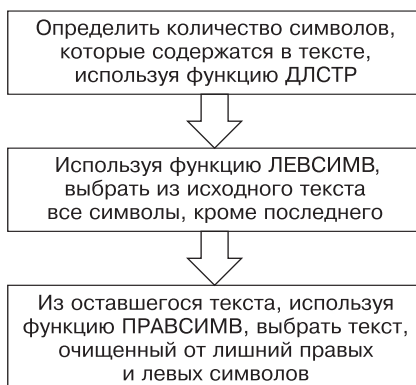 Определить количество символов,
которые содержатся в тексте,
используя функцию ДЛСТР
Используя функцию ЛЕВСИМВ,
выбрать из исходного текста
все символы, кроме последнего
Из оставшегося текста, используя
функцию ПРАВСИМВ, выбрать текст,
очищенный от лишний правых
и левых символов